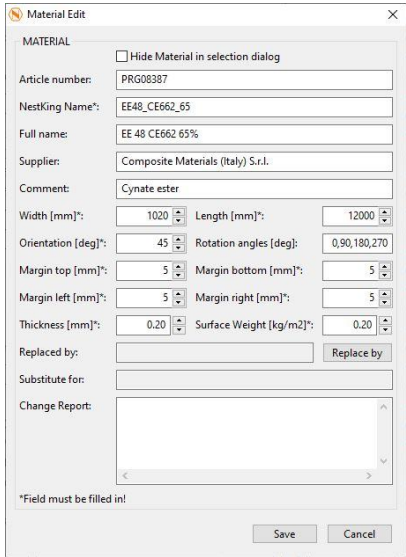 Material Edit
MATERIAL
Hide Material in selection dialog
Article number: PRG08387
NestKing Name*: EE48_CE662_65
Full name: EE 48 CE662 65%
Supplier: Composite Materials (Italy) S.r.l.
Comment: Cynate ester
Width [mm]*: 1020 Length [mm]*: 12000
Orientation [deg]*: 45 Rotation angles [deg]: 0,90,180,270
Margin top [mm]*: 5 Margin bottom [mm]*: 5
Margin left [mm]*: 5 Margin right [mm]*: 5
Thickness [mm]*: 0.20 Surface Weight [kg/m2]*: 0.20
Replaced by: Replace by
Substitute for:
Change Report:
*Field must be filled in!
Save Cancel